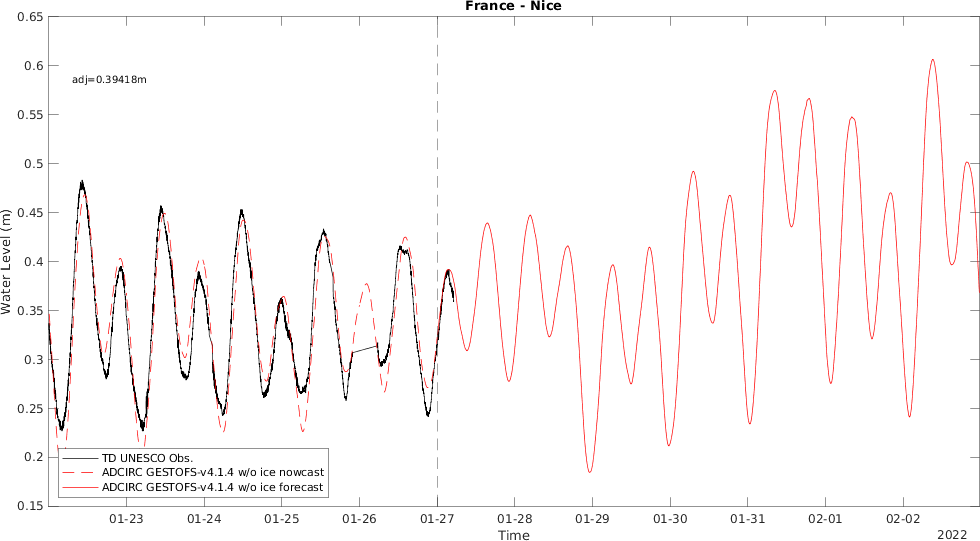 France - Nice
0.65
0.6
0.55
0.5
0.45
0.4
0.35
0.3
0.25
0.2
0.15
Water Level (m)
adj=0.39418m
TD UNESCO Obs.
ADCIRC GESTOFS-v4.1.4 w/o ice nowcast
ADCIRC GESTOFS-v4.1.4 w/o ice forecast
01-23 01-24 01-25 01-26 01-27 01-28 01-29 01-30 01-31 02-01 02-02
Time
2022